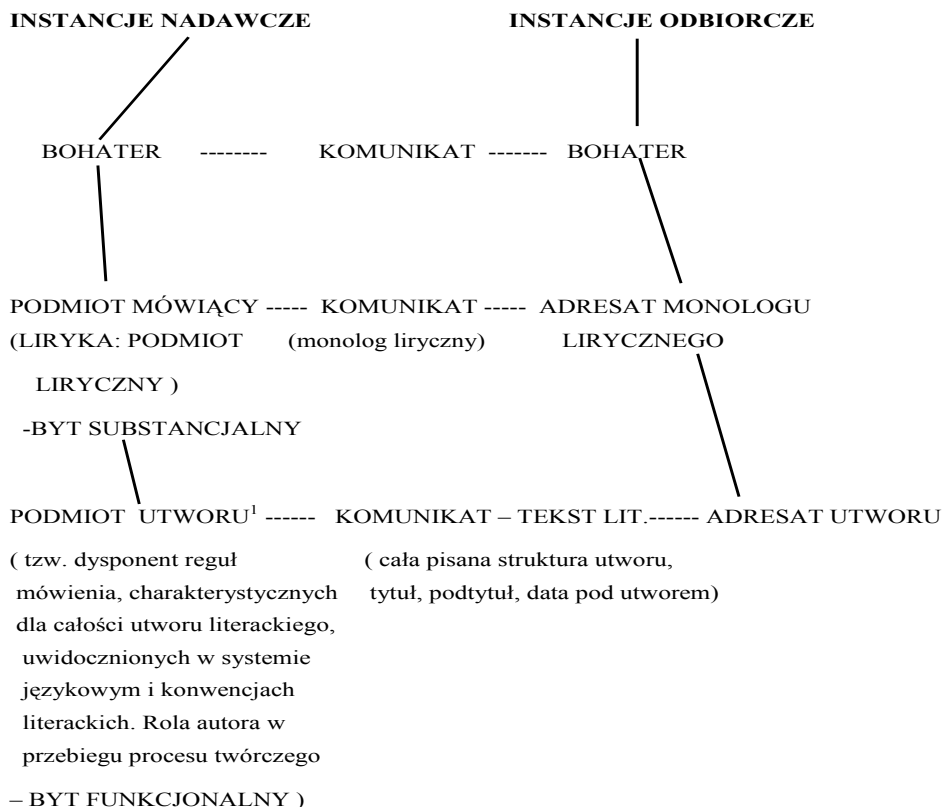 INSTANCJE NADAWCZE INSTANCJE ODBIORCZE
BOHATER -------- KOMUNIKAT ------- BOHATER
PODMIOT MÓWIĄCY ----- KOMUNIKAT ----- ADRESAT MONOLOGU
(LIRYKA: PODMIOT (monolog liryczny) LIRYCZNEGO
LIRYCZNY )
-BYT SUBSTANCJALNY
PODMIOT UTWORU¹ ------ KOMUNIKAT – TEKST LIT.------ ADRESAT UTWORU
( tzw. dysponent reguł ( cała pisana struktura utworu,
mówienia, charakterystycznych tytuł, podtytuł, data pod utworem)
dla całości utworu literackiego,
uwidocznionych w systemie
językowym i konwencjach
literackich. Rola autora w
przebiegu procesu twórczego
– BYT FUNKCJONALNY )